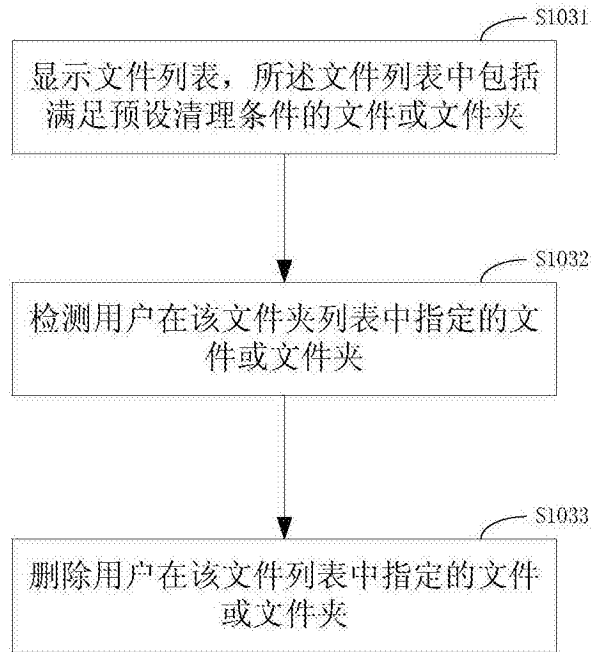 S1031
显示文件列表，所述文件列表中包括
满足预设清理条件的文件或文件夹
S1032
检测用户在该文件夹列表中指定的文
件或文件夹
S1033
删除用户在该文件列表中指定的文件
或文件夹